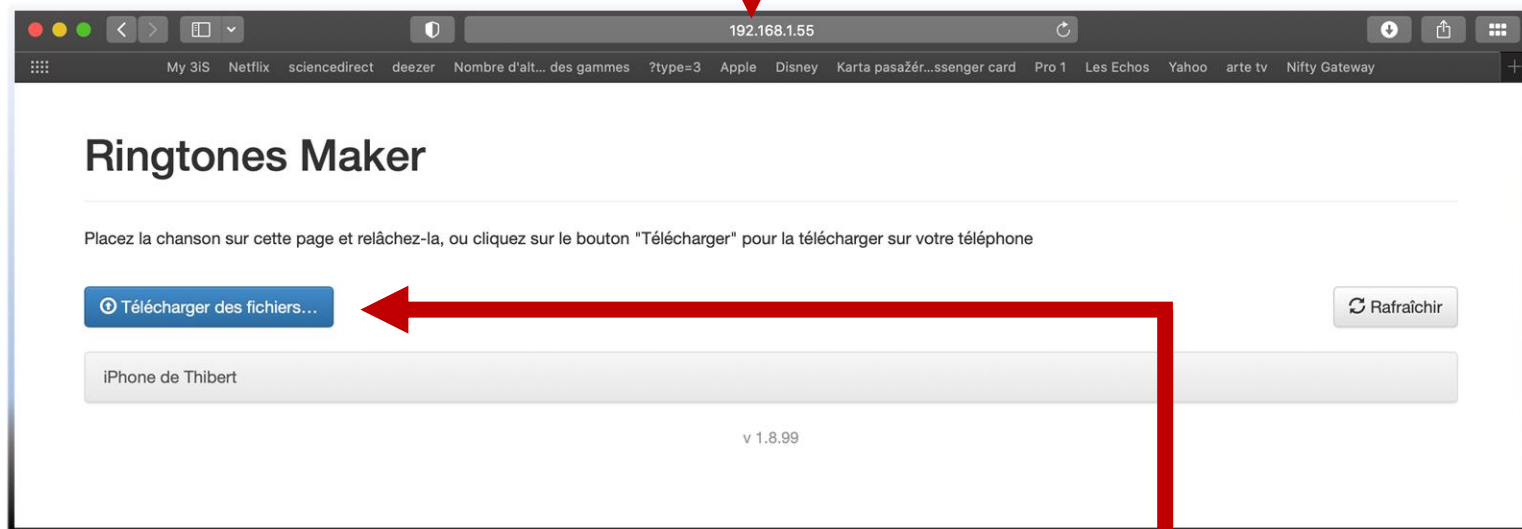 192.168.1.55
My 3iS Netflix sciencedirect deezer Nombre d'alt... des gammes ?type=3 Apple Disney Karta pasažér...ssenger card Pro 1 Les Echos Yahoo arte tv Nifty Gateway
Ringtones Maker
Placez la chanson sur cette page et relâchez-la, ou cliquez sur le bouton "Télécharger" pour la télécharger sur votre téléphone
Télécharger des fichiers...
Rafraîchir
iPhone de Thibert
v 1.8.99